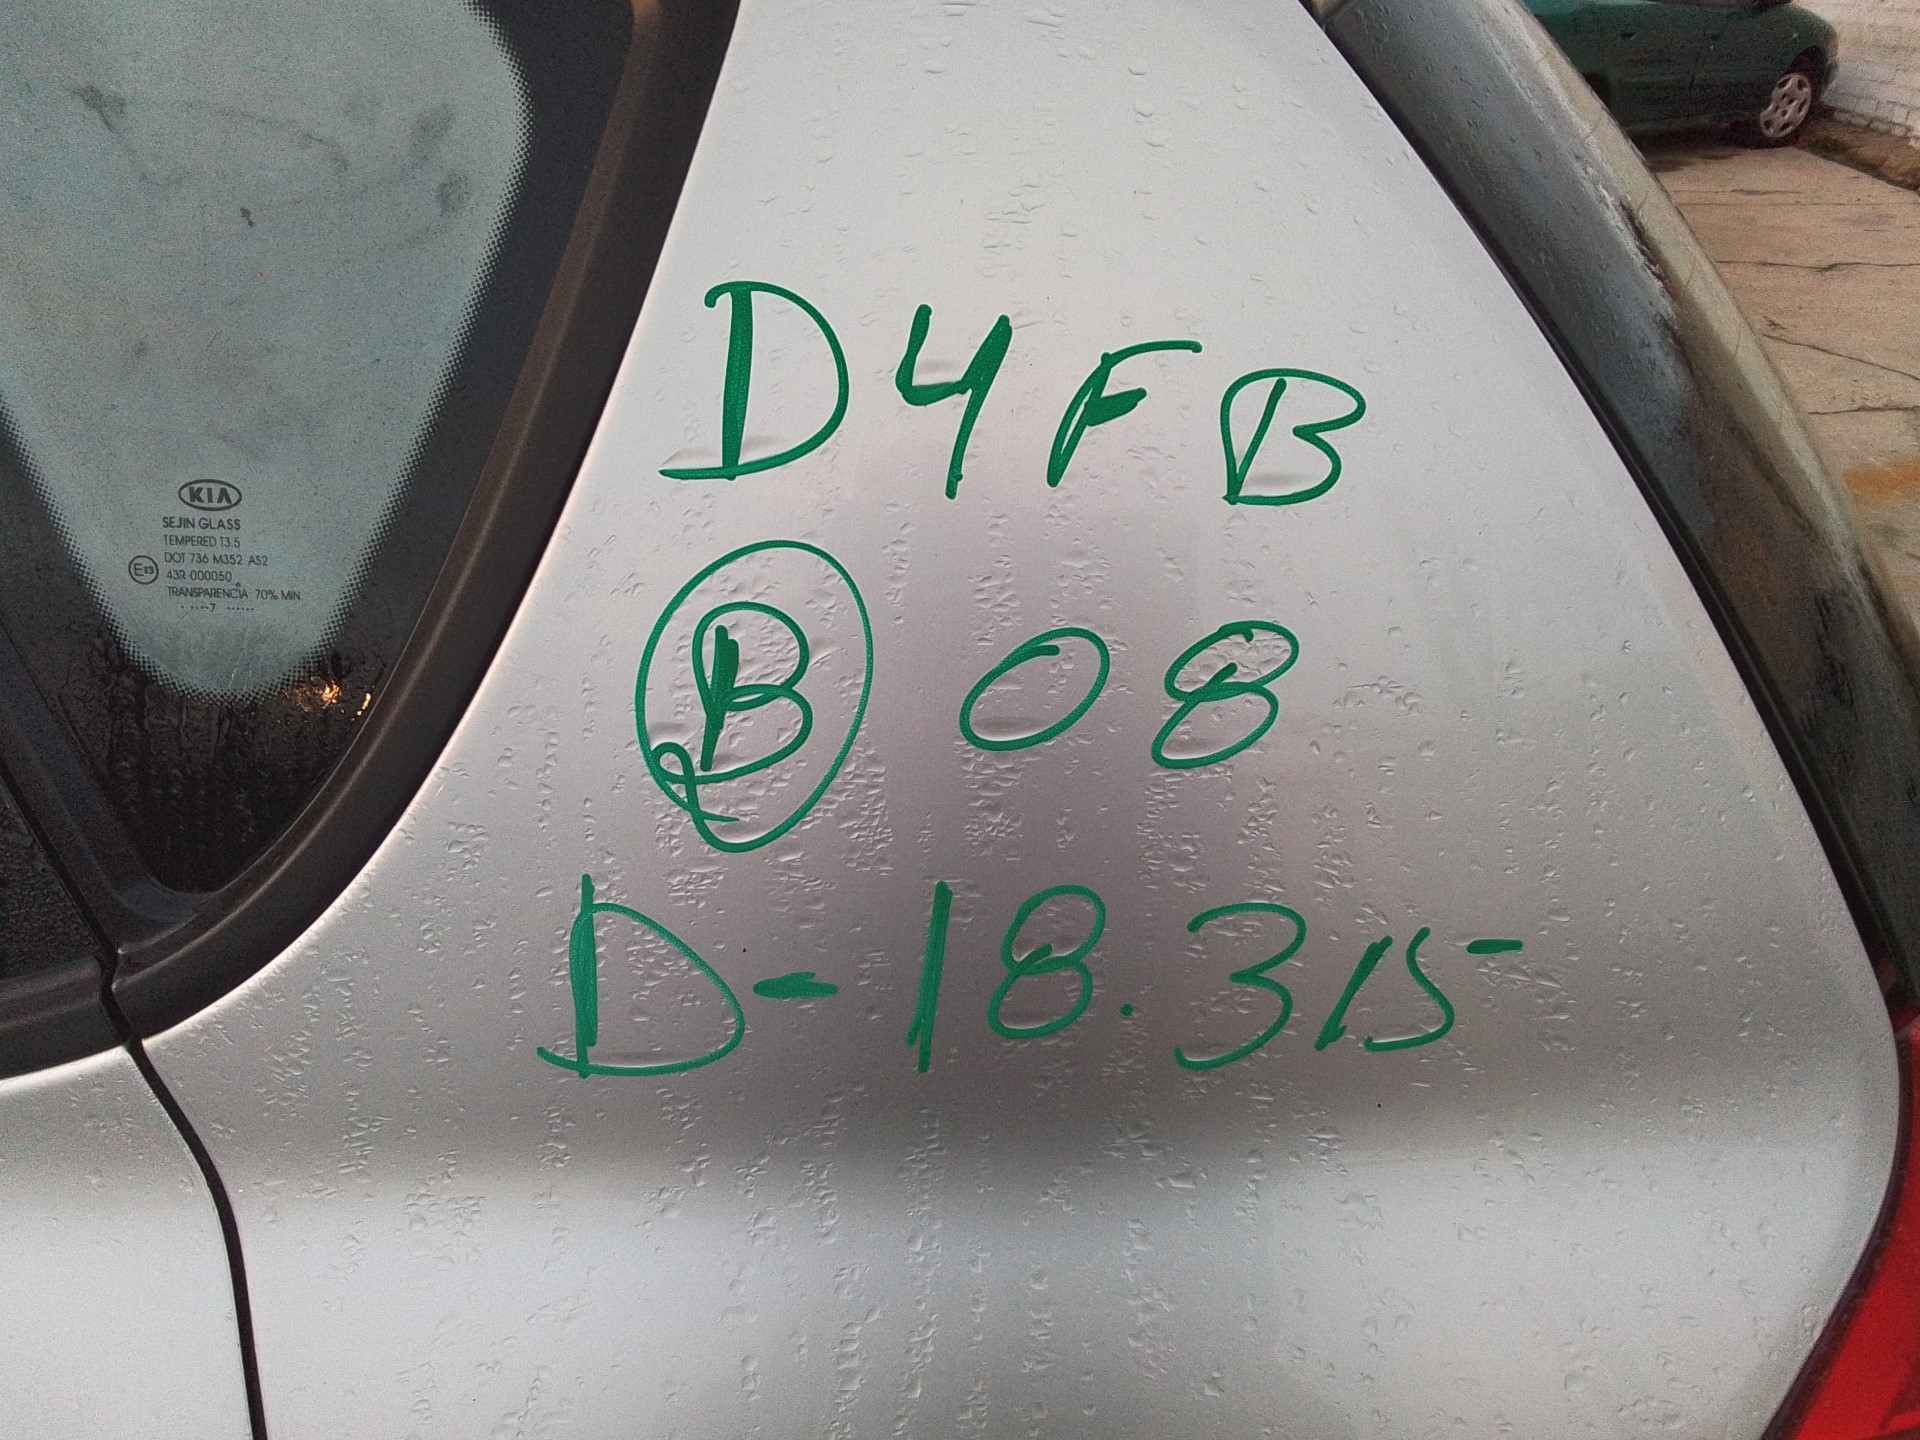 KIA
SEJIN GLASS
TEMPERED T3.5
DOT 736 M352 AS2
E13 43R-000050
TRANSPARENCIA 70% MIN.
D4FB
B 08
D-18.315